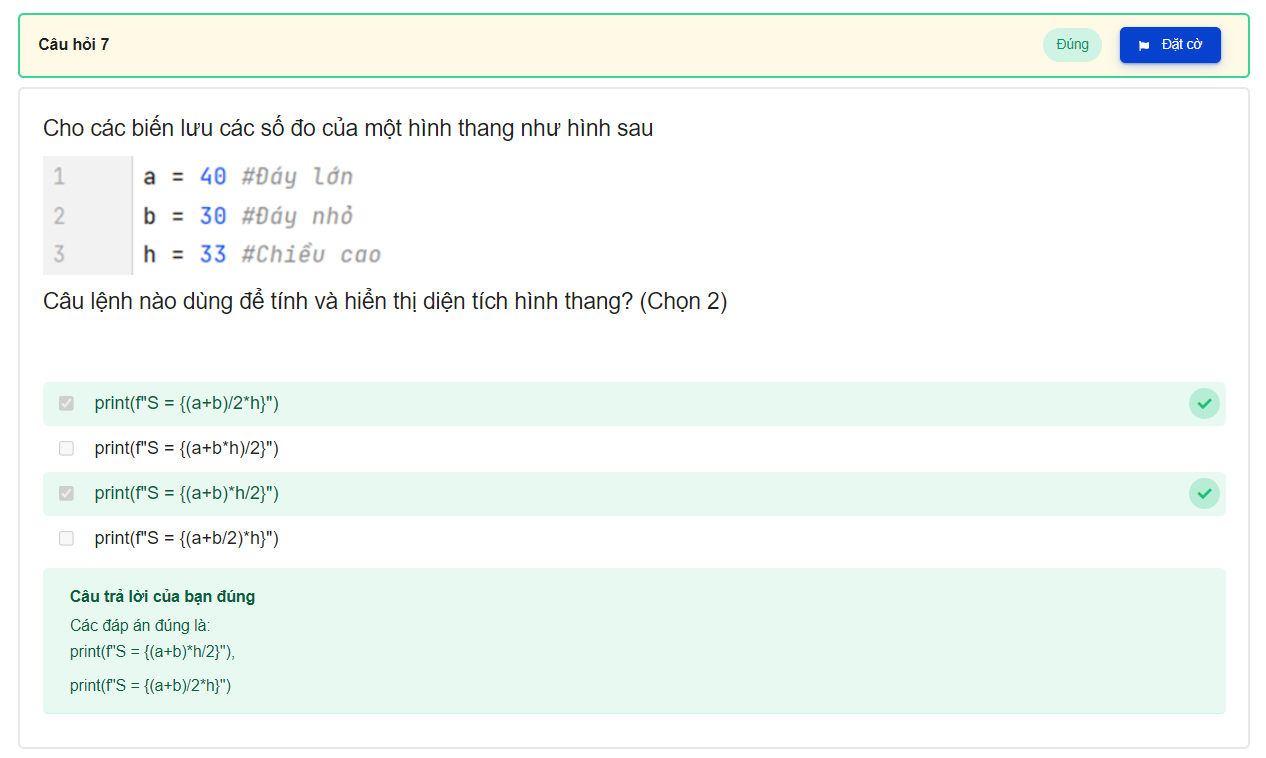 Câu hỏi 7
Đúng
Đặt cờ
Cho các biến lưu các số đo của một hình thang như hình sau
1 a = 40 #Đáy lớn
2 b = 30 #Đáy nhỏ
3 h = 33 #Chiều cao
Câu lệnh nào dùng để tính và hiển thị diện tích hình thang? (Chọn 2)
print(f"S = {(a+b)/2*h}")
print(f"S = {(a+b*h)/2}")
print(f"S = {(a+b)*h/2}")
print(f"S = {(a+b/2)*h}")
Câu trả lời của bạn đúng
Các đáp án đúng là:
print(f"S = {(a+b)*h/2}"),
print(f"S = {(a+b)/2*h}")